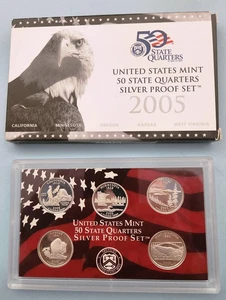 50
STATE
QUARTERS
UNITED STATES MINT
50 STATE QUARTERS
SILVER PROOF SET™
2005
CALIFORNIA MINNESOTA OREGON KANSAS WEST VIRGINIA
UNITED STATES MINT
50 STATE QUARTERS
SILVER PROOF SET™